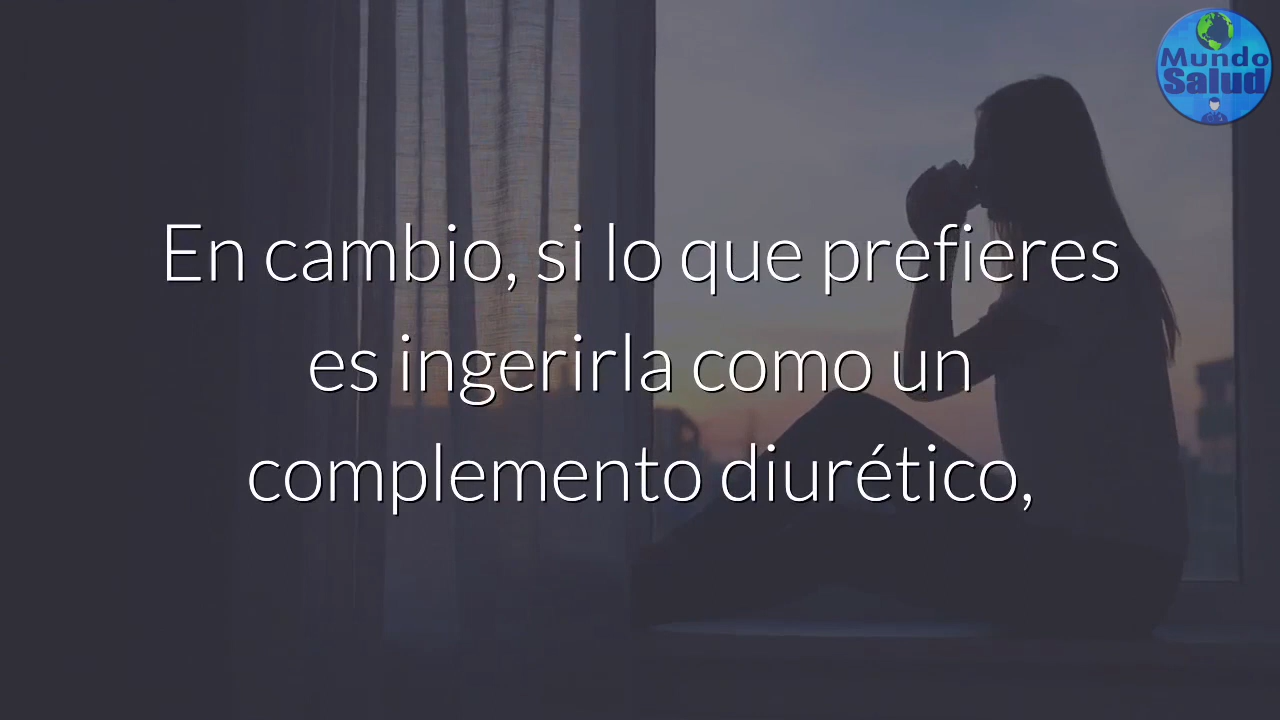 Mundo
Salud
En cambio, si lo que prefieres
es ingerirla como un
complemento diurético,